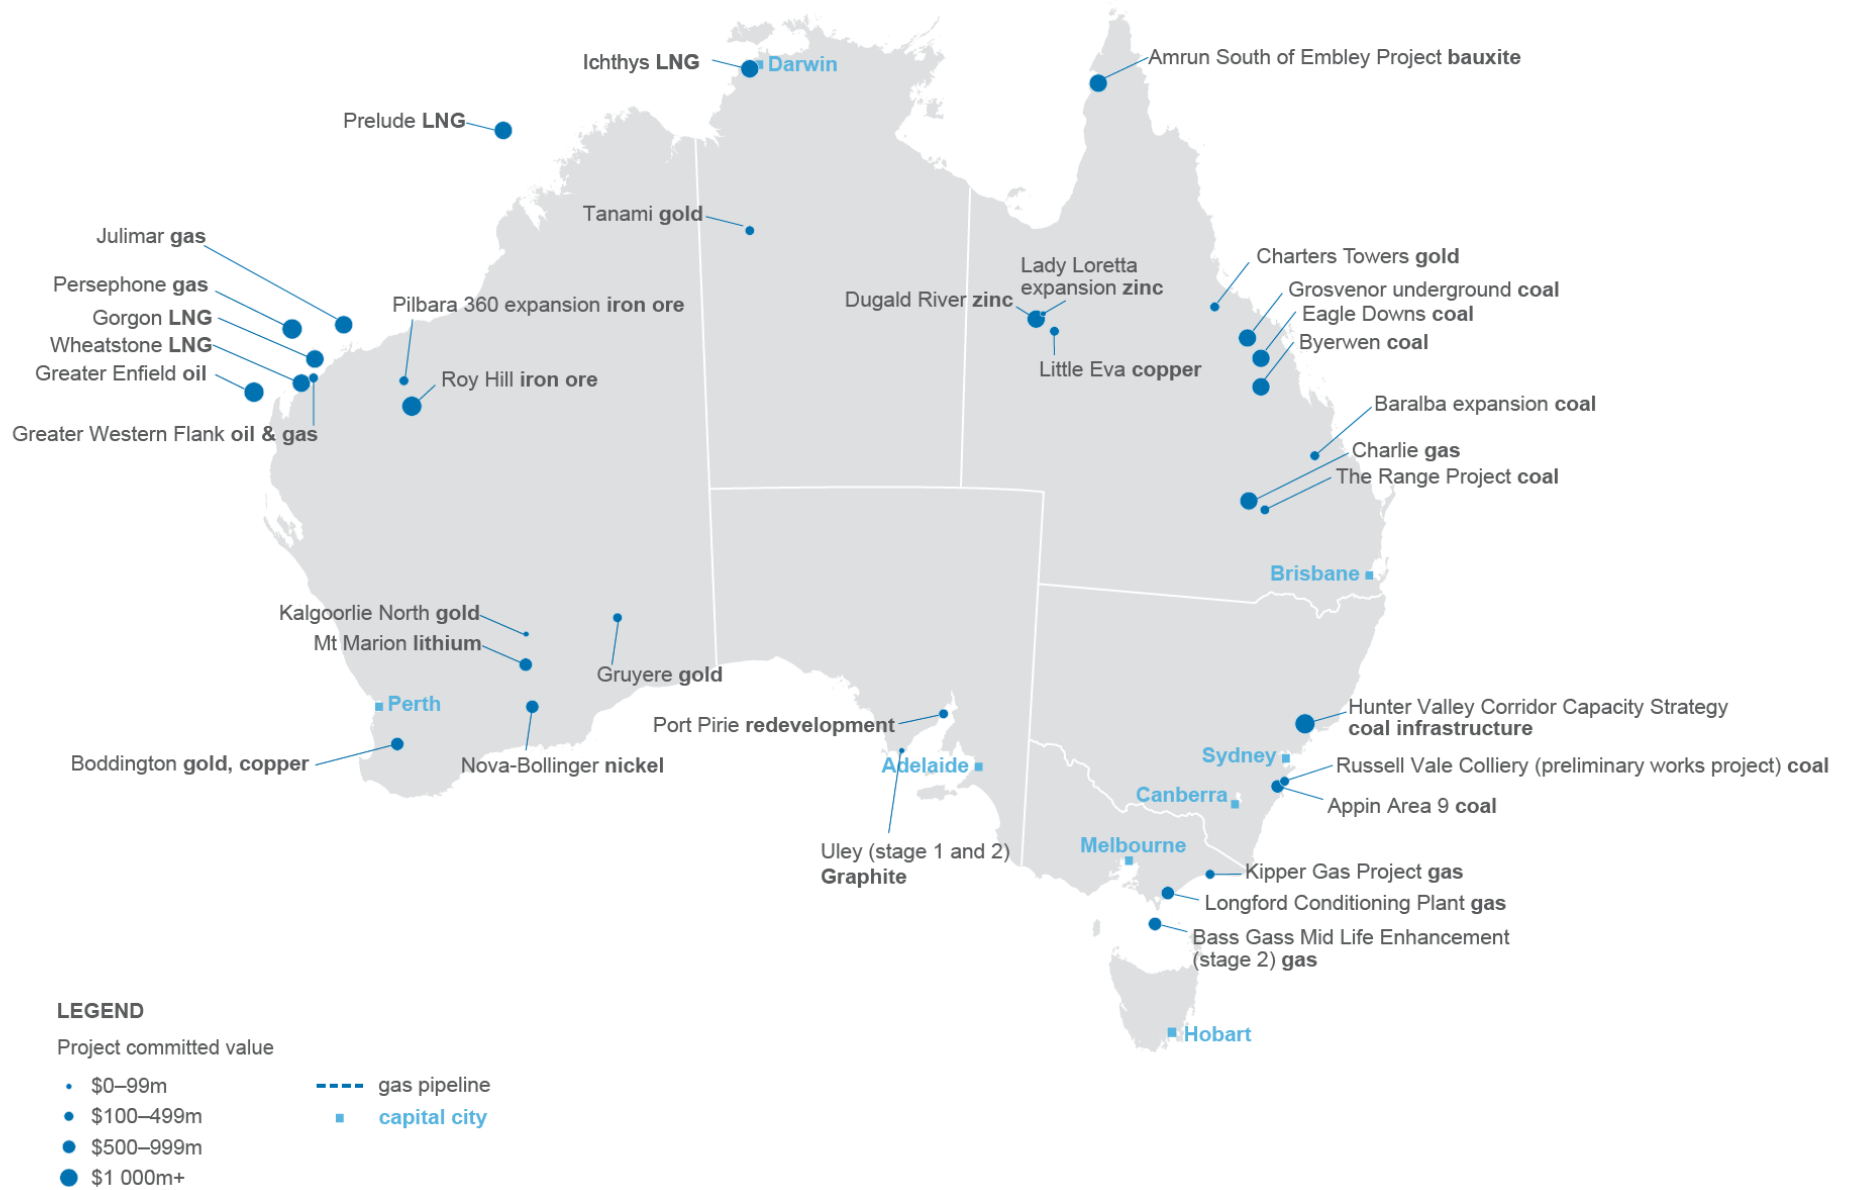 Ichthys LNG
Darwin
Amrun South of Embley Project bauxite
Prelude LNG
Tanami gold
Julimar gas
Persephone gas
Gorgon LNG
Wheatstone LNG
Greater Enfield oil
Greater Western Flank oil & gas
Pilbara 360 expansion iron ore
Roy Hill iron ore
Lady Loretta
expansion zinc
Dugald River zinc
Little Eva copper
Charters Towers gold
Grosvenor underground coal
Eagle Downs coal
Byerwen coal
Baralba expansion coal
Charlie gas
The Range Project coal
Brisbane
Kalgoorlie North gold
Mt Marion lithium
Gruyere gold
Perth
Boddington gold, copper
Nova-Bollinger nickel
Port Pirie redevelopment
Adelaide
Uley (stage 1 and 2)
Graphite
Hunter Valley Corridor Capacity Strategy
coal infrastructure
Sydney
Russell Vale Colliery (preliminary works project) coal
Canberra
Appin Area 9 coal
Melbourne
Kipper Gas Project gas
Longford Conditioning Plant gas
Bass Gass Mid Life Enhancement
(stage 2) gas
Hobart
LEGEND
Project committed value
$0–99m
$100–499m
$500–999m
$1 000m+
gas pipeline
capital city